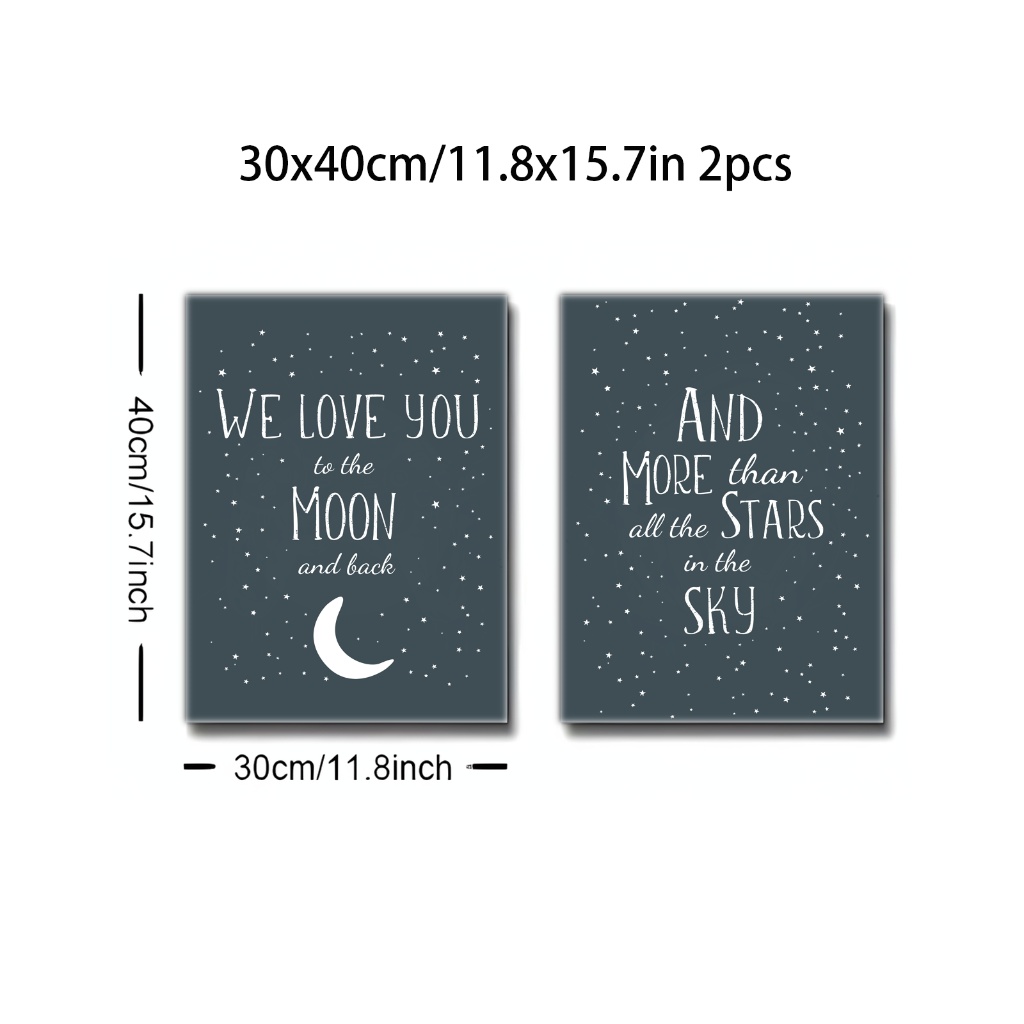 30x40cm/11.8x15.7in 2pcs
40cm/15.7inch
WE LOVE YOU
to the
MOON
and back
AND
MORE than
all the STARS
in the
SKY
30cm/11.8inch